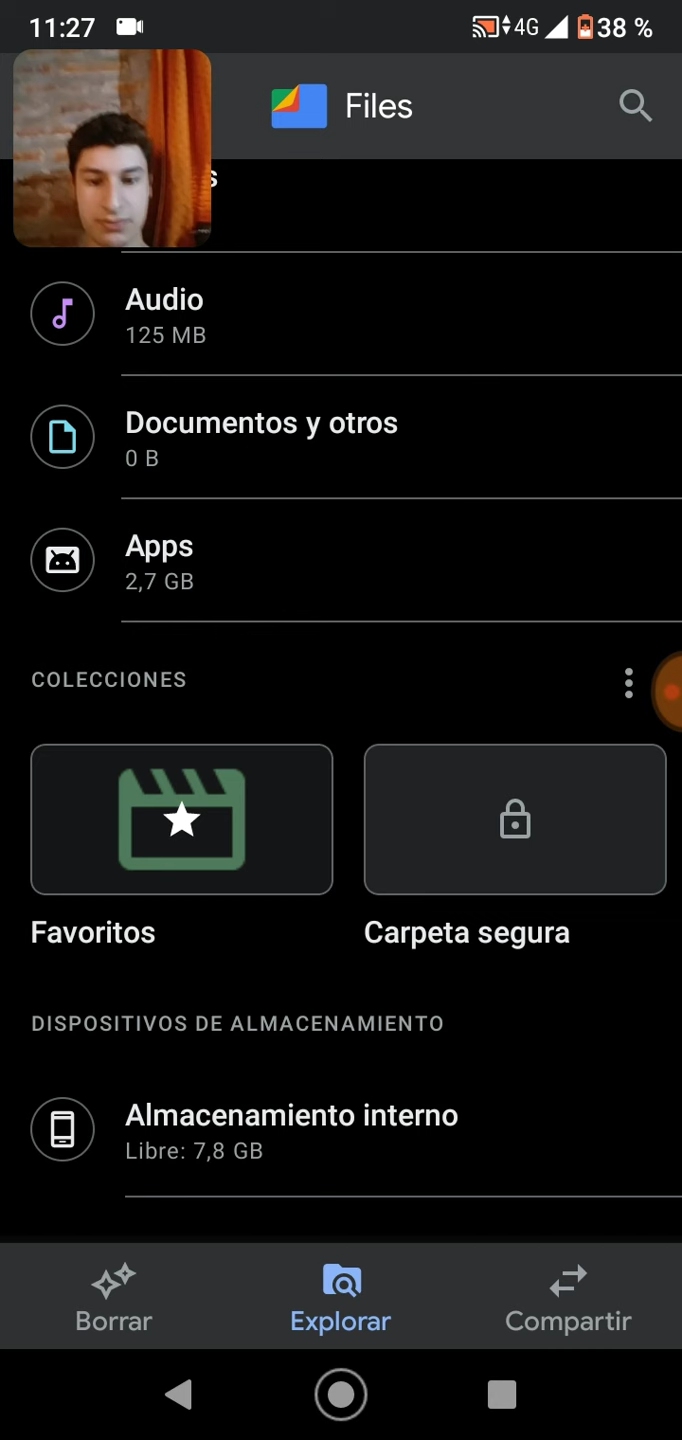 11:27 4G 38 %
Files
s
Audio
125 MB
Documentos y otros
0 B
Apps
2,7 GB
COLECCIONES
Favoritos Carpeta segura
DISPOSITIVOS DE ALMACENAMIENTO
Almacenamiento interno
Libre: 7,8 GB
Borrar Explorar Compartir